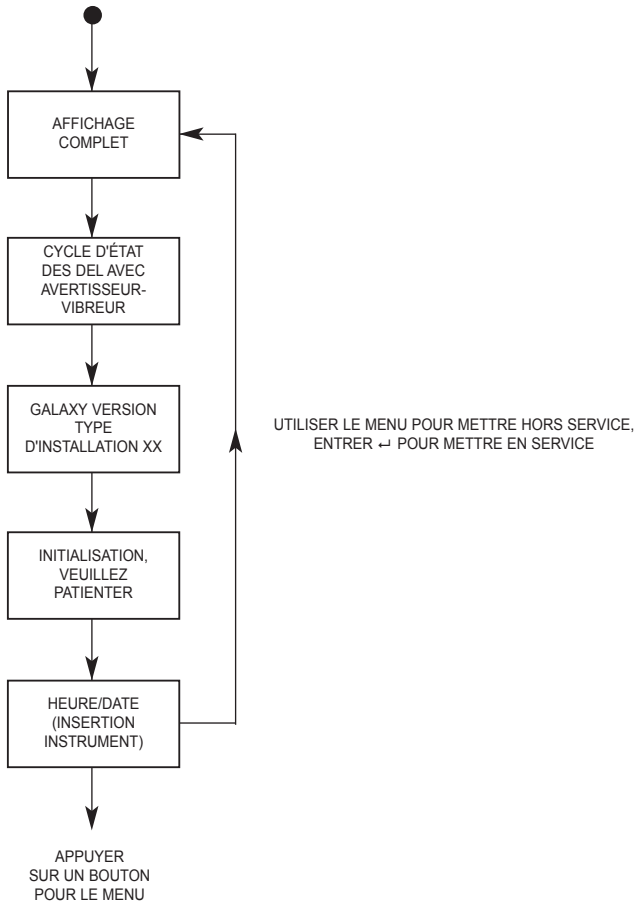 AFFICHAGE
COMPLET
CYCLE D'ÉTAT
DES DEL AVEC
AVERTISSEUR-
VIBREUR
GALAXY VERSION
TYPE
D'INSTALLATION XX
UTILISER LE MENU POUR METTRE HORS SERVICE,
ENTRER ↵ POUR METTRE EN SERVICE
INITIALISATION,
VEUILLEZ
PATIENTER
HEURE/DATE
(INSERTION
INSTRUMENT)
APPUYER
SUR UN BOUTON
POUR LE MENU